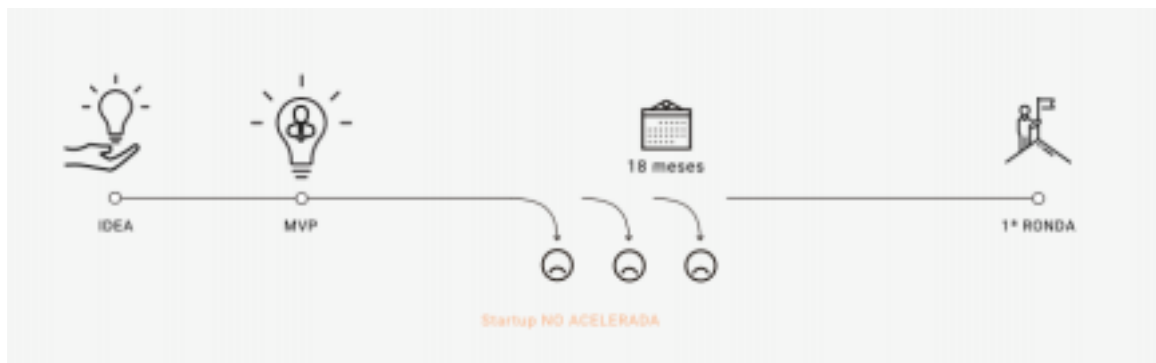 18 meses
IDEA
MVP
1ª RONDA
Startup NO ACELERADA